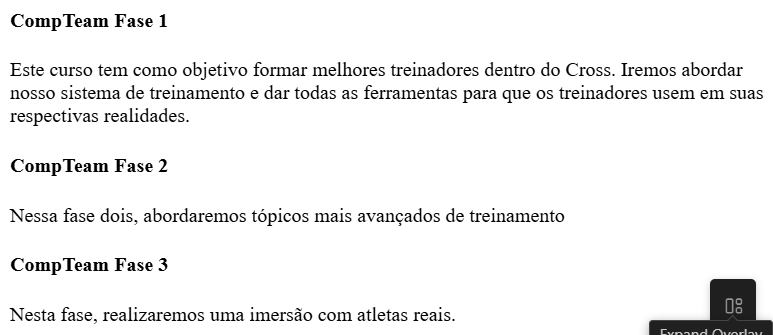 CompTeam Fase 1
Este curso tem como objetivo formar melhores treinadores dentro do Cross. Iremos abordar
nosso sistema de treinamento e dar todas as ferramentas para que os treinadores usem em suas
respectivas realidades.
CompTeam Fase 2
Nessa fase dois, abordaremos tópicos mais avançados de treinamento
CompTeam Fase 3
Nesta fase, realizaremos uma imersão com atletas reais.
Expand Overlay